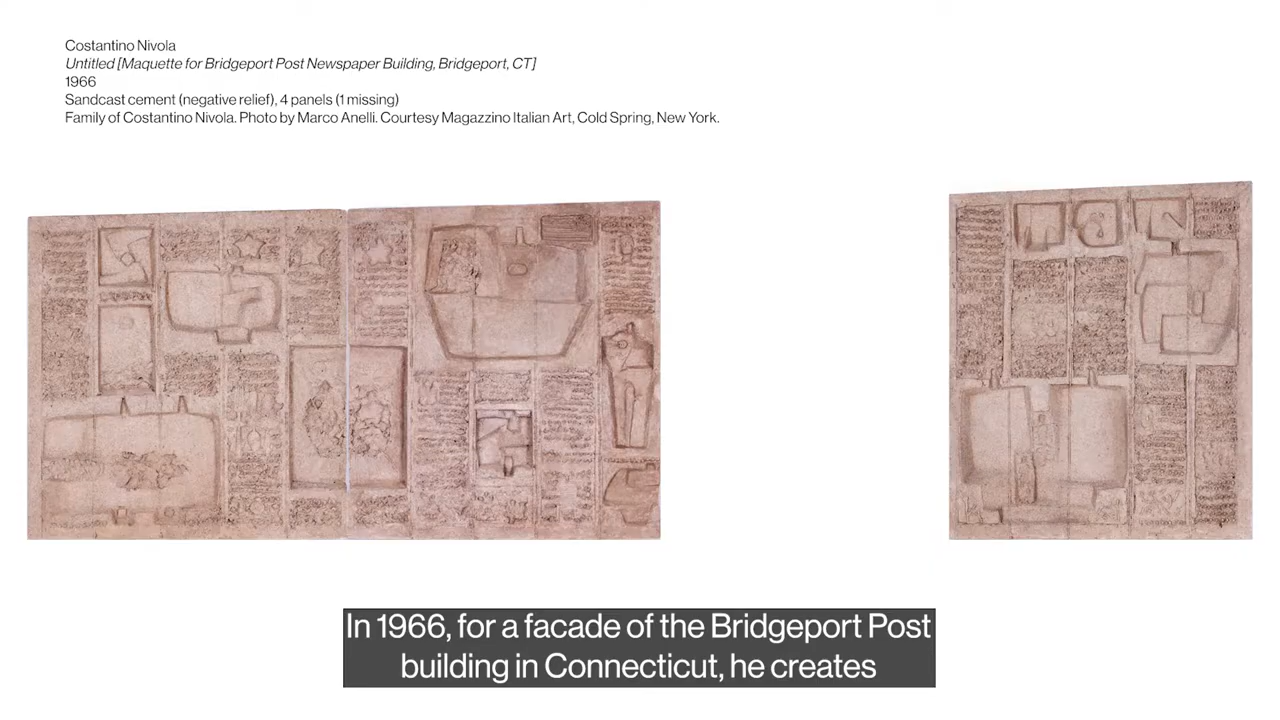 Costantino Nivola
Untitled [Maquette for Bridgeport Post Newspaper Building, Bridgeport, CT]
1966
Sandcast cement (negative relief), 4 panels (1 missing)
Family of Costantino Nivola. Photo by Marco Anelli. Courtesy Magazzino Italian Art, Cold Spring, New York.
In 1966, for a facade of the Bridgeport Post
building in Connecticut, he creates